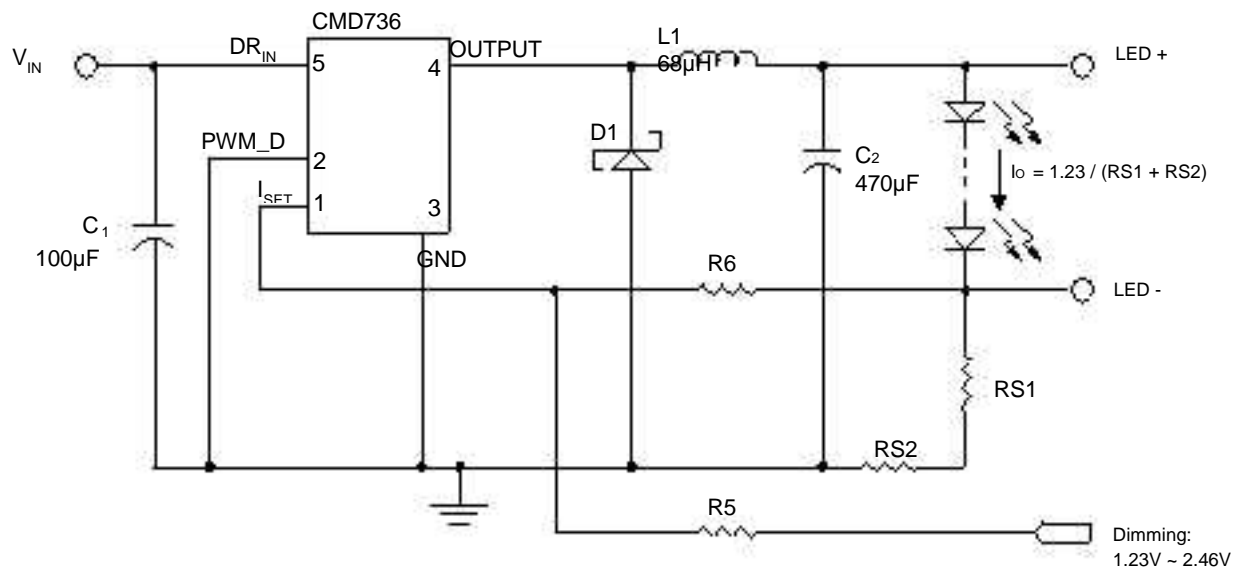 CMD736
V_IN
DR_IN
5
4
OUTPUT
L1
68µH
LED +
PWM_D
2
D1
C2
470µF
Io = 1.23 / (RS1 + RS2)
I_SET
1
3
C1
100µF
GND
R6
LED -
RS1
RS2
R5
Dimming:
1.23V ~ 2.46V